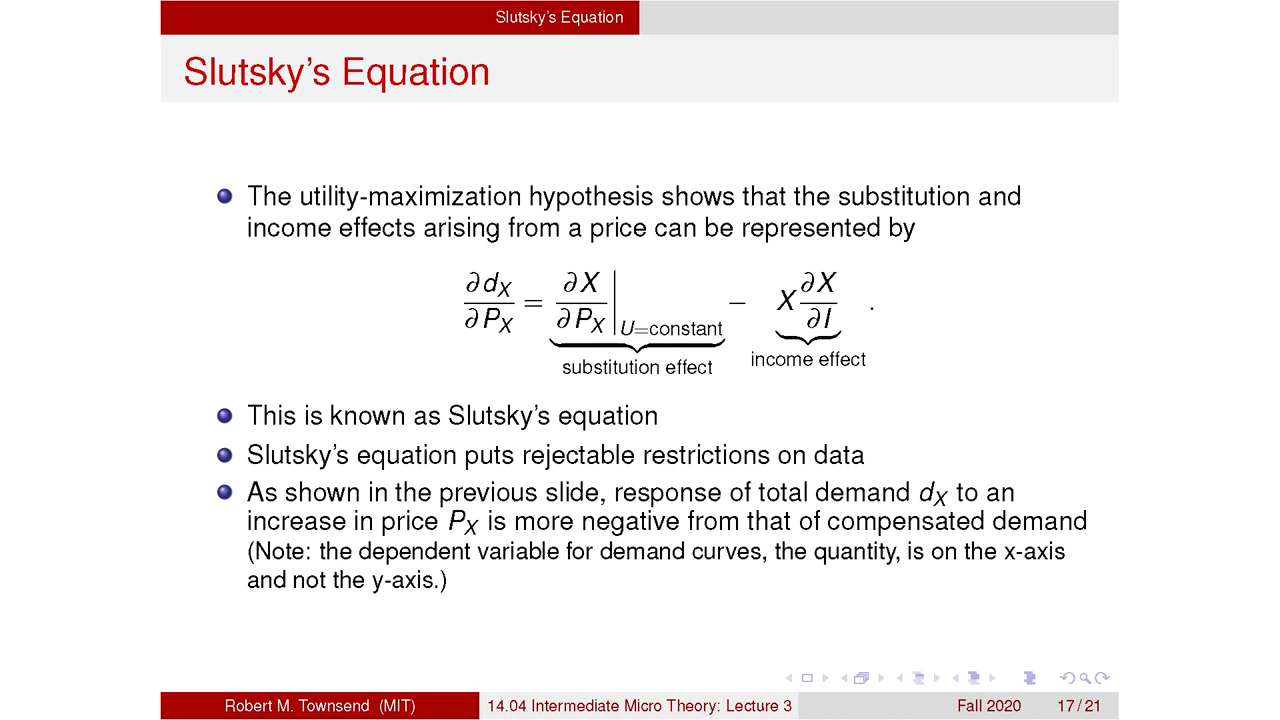 Slutsky's Equation
Slutsky's Equation
The utility-maximization hypothesis shows that the substitution and
income effects arising from a price can be represented by
∂d_X/∂P_X = ∂X/∂P_X |_{U=constant} − X ∂X/∂I .
substitution effect income effect
This is known as Slutsky's equation
Slutsky's equation puts rejectable restrictions on data
As shown in the previous slide, response of total demand d_X to an
increase in price P_X is more negative from that of compensated demand
(Note: the dependent variable for demand curves, the quantity, is on the x-axis
and not the y-axis.)
Robert M. Townsend (MIT) 14.04 Intermediate Micro Theory: Lecture 3 Fall 2020 17 / 21